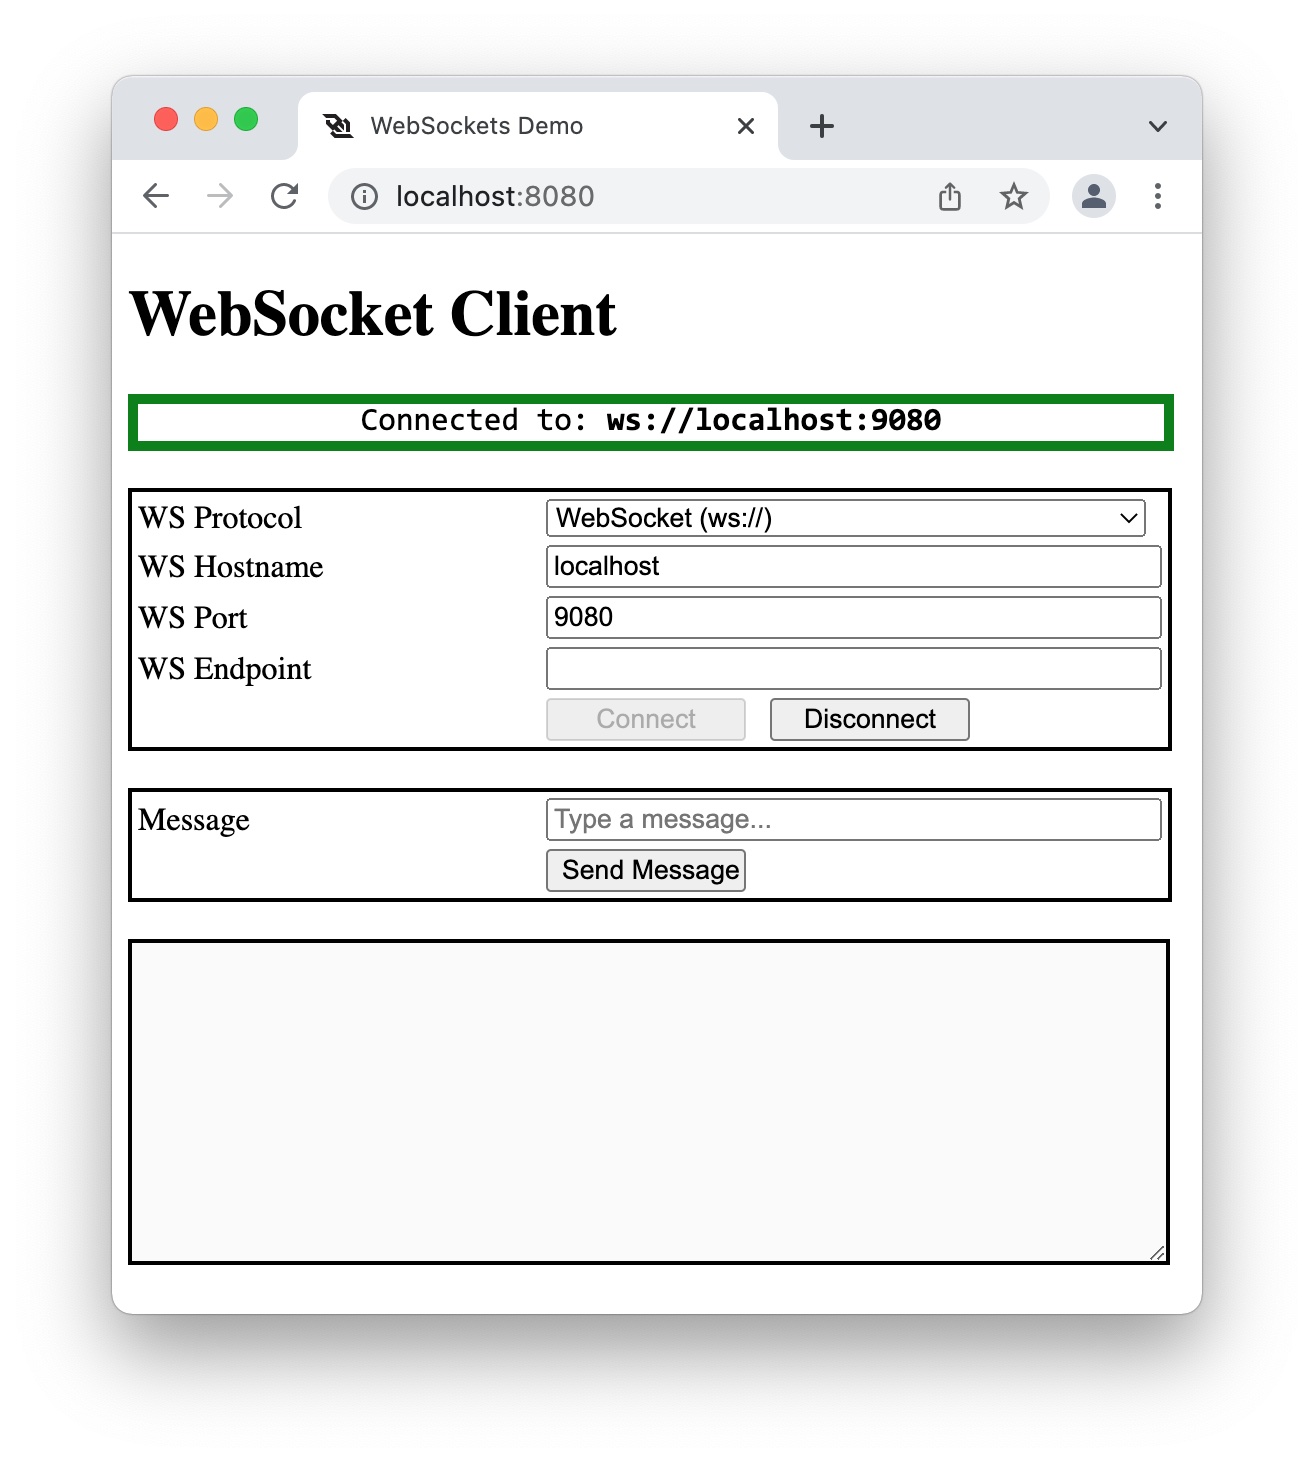 WebSockets Demo
localhost:8080
WebSocket Client
Connected to: ws://localhost:9080
WS Protocol WebSocket (ws://)
WS Hostname localhost
WS Port 9080
WS Endpoint
Connect Disconnect
Message Type a message...
Send Message